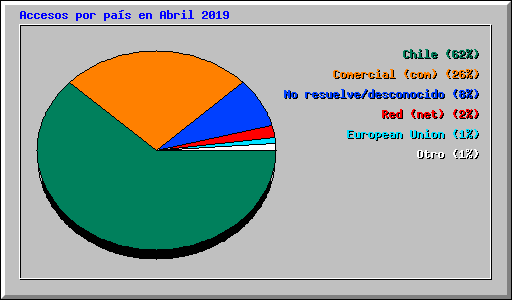 Accesos por país en Abril 2019
Chile (62%)
Comercial (com) (26%)
No resuelve/desconocido (8%)
Red (net) (2%)
European Union (1%)
Otro (1%)